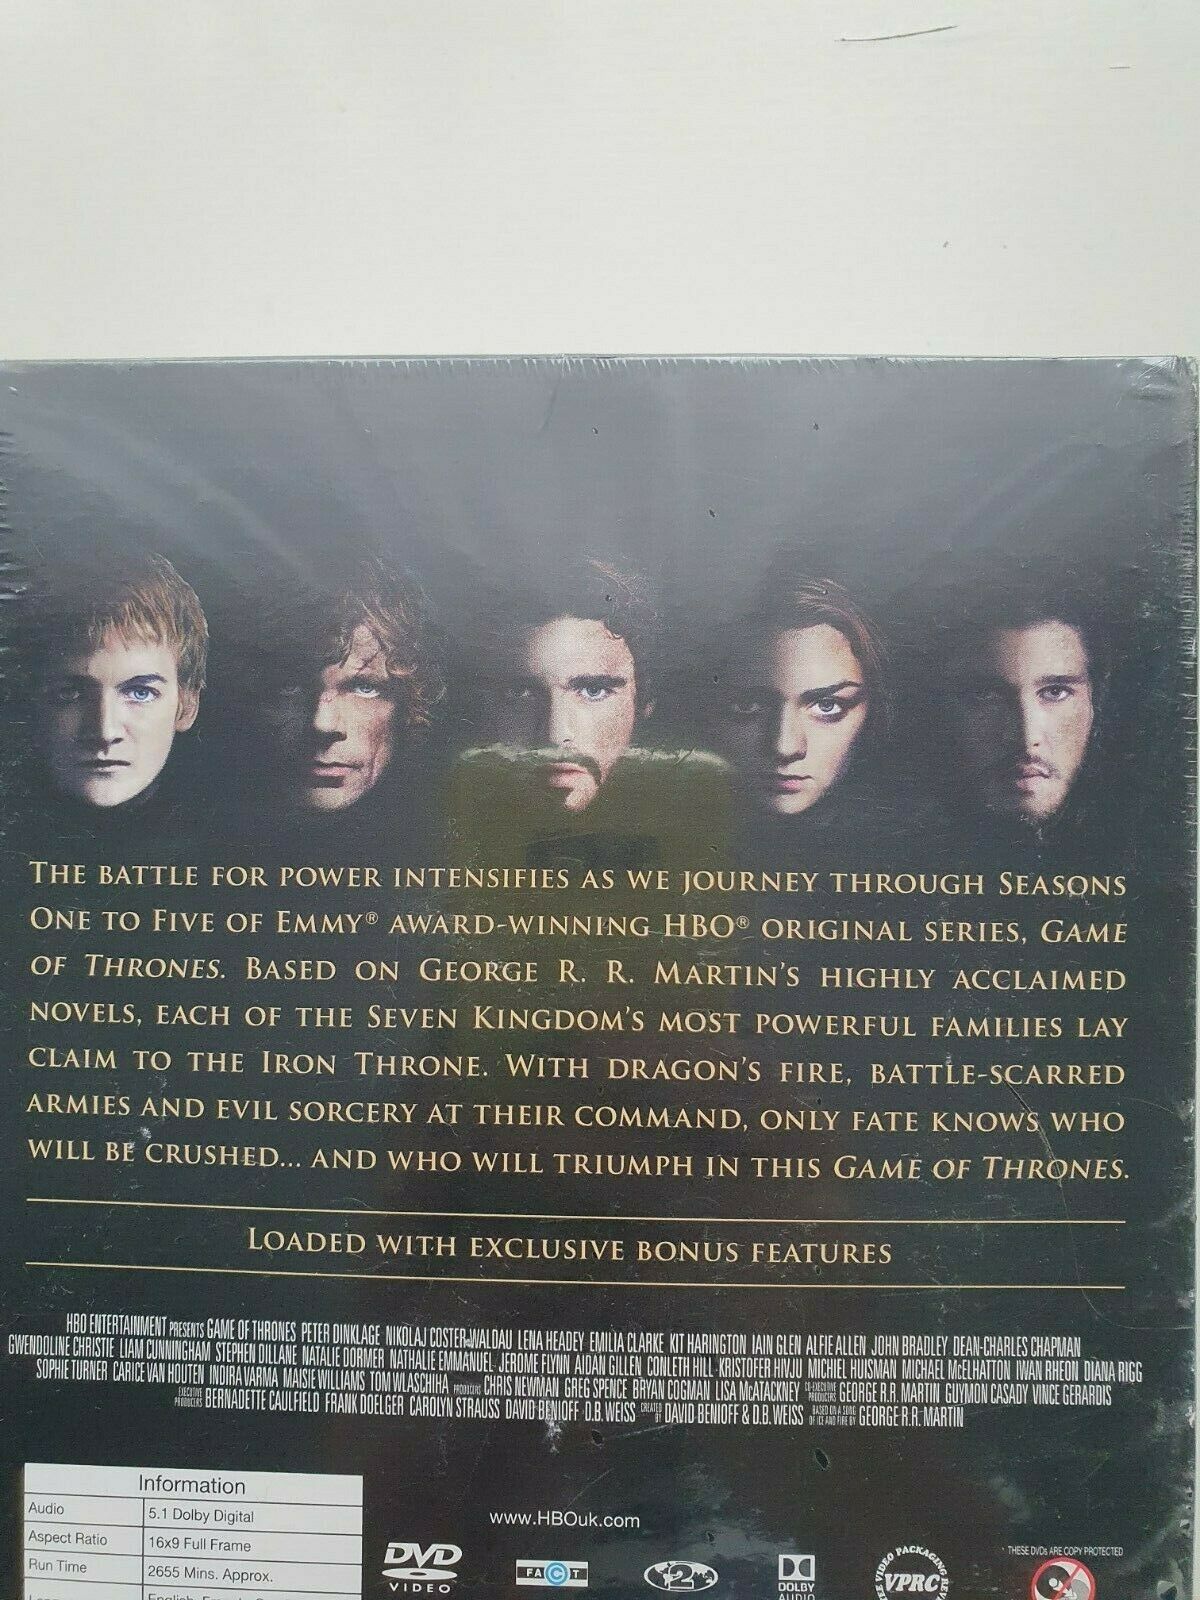 THE BATTLE FOR POWER INTENSIFIES AS WE JOURNEY THROUGH SEASONS
ONE TO FIVE OF EMMY® AWARD-WINNING HBO® ORIGINAL SERIES, GAME
OF THRONES. BASED ON GEORGE R. R. MARTIN'S HIGHLY ACCLAIMED
NOVELS, EACH OF THE SEVEN KINGDOM'S MOST POWERFUL FAMILIES LAY
CLAIM TO THE IRON THRONE. WITH DRAGON'S FIRE, BATTLE-SCARRED
ARMIES AND EVIL SORCERY AT THEIR COMMAND, ONLY FATE KNOWS WHO
WILL BE CRUSHED... AND WHO WILL TRIUMPH IN THIS GAME OF THRONES.
LOADED WITH EXCLUSIVE BONUS FEATURES
HBO ENTERTAINMENT PRESENTS GAME OF THRONES PETER DINKLAGE NIKOLAJ COSTER-WALDAU LENA HEADEY EMILIA CLARKE KIT HARINGTON IAIN GLEN ALFIE ALLEN JOHN BRADLEY DEAN-CHARLES CHAPMAN
GWENDOLINE CHRISTIE LIAM CUNNINGHAM STEPHEN DILLANE NATALIE DORMER NATHALIE EMMANUEL JEROME FLYNN AIDAN GILLEN CONLETH HILL KRISTOFER HIVJU MICHIEL HUISMAN MICHAEL McELHATTON IWAN RHEON DIANA RIGG
SOPHIE TURNER CARICE VAN HOUTEN INDIRA VARMA MAISIE WILLIAMS TOM WLASCHIHA PRODUCERS CHRIS NEWMAN GREG SPENCE BRYAN COGMAN LISA McATACKNEY CO-EXECUTIVE PRODUCERS GEORGE R.R. MARTIN GUYMON CASADY VINCE GERARDIS
EXECUTIVE PRODUCERS BERNADETTE CAULFIELD FRANK DOELGER CAROLYN STRAUSS DAVID BENIOFF D.B. WEISS CREATED BY DAVID BENIOFF & D.B. WEISS BASED ON A SONG OF ICE AND FIRE BY GEORGE R.R. MARTIN
Information
Audio 5.1 Dolby Digital
Aspect Ratio 16x9 Full Frame
Run Time 2655 Mins. Approx.
www.HBOuk.com
DVD
VIDEO
FACT
2
DOLBY
AUDIO
VIDEO PACKAGING
VPRC
THESE DVDs ARE COPY PROTECTED